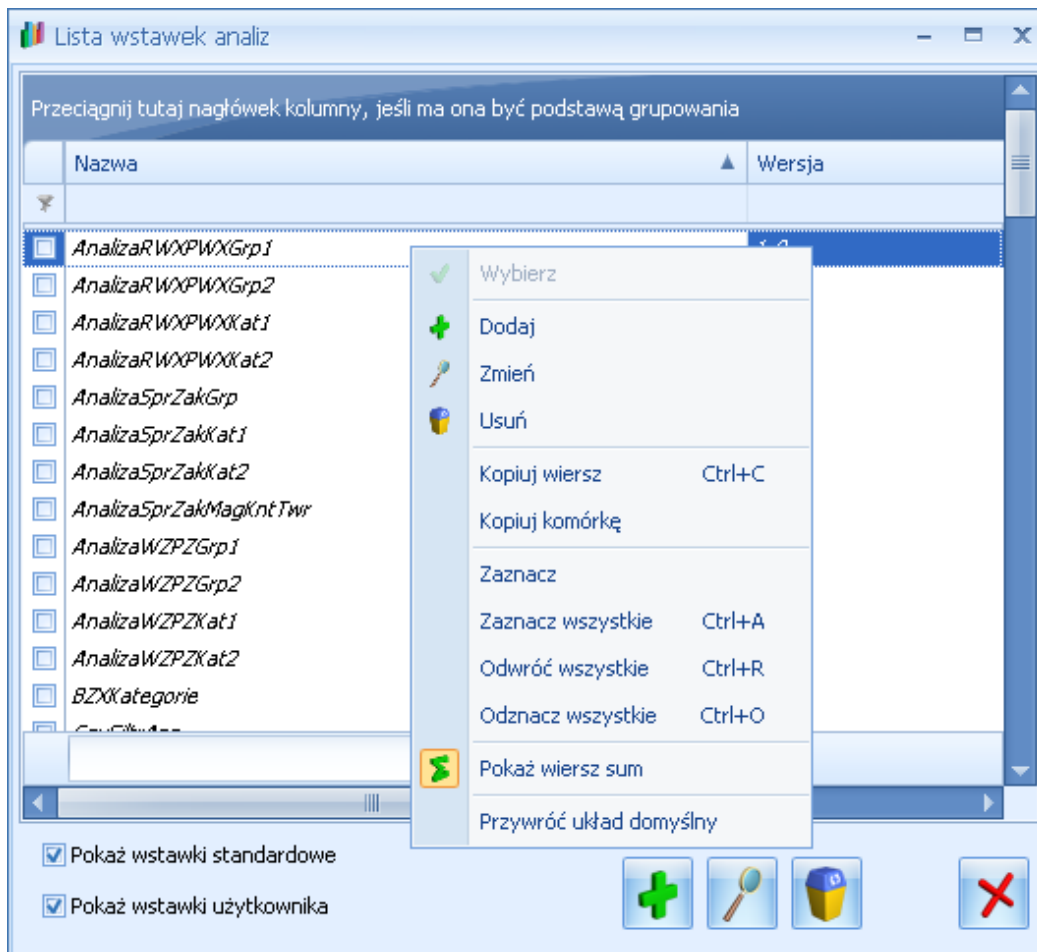 Lista wstawek analiz
Przeciągnij tutaj nagłówek kolumny, jeśli ma ona być podstawą grupowania
Nazwa Wersja
AnalizaRWXPWXGrp1
AnalizaRWXPWXGrp2
AnalizaRWXPWXKat1
AnalizaRWXPWXKat2
AnalizaSprZakGrp
AnalizaSprZakKat1
AnalizaSprZakKat2
AnalizaSprZakMagKntTwr
AnalizaWZPZGrp1
AnalizaWZPZGrp2
AnalizaWZPZKat1
AnalizaWZPZKat2
BZXKategorie
Wybierz
Dodaj
Zmień
Usuń
Kopiuj wiersz Ctrl+C
Kopiuj komórkę
Zaznacz
Zaznacz wszystkie Ctrl+A
Odwróć wszystkie Ctrl+R
Odznacz wszystkie Ctrl+O
Pokaż wiersz sum
Przywróć układ domyślny
Pokaż wstawki standardowe
Pokaż wstawki użytkownika